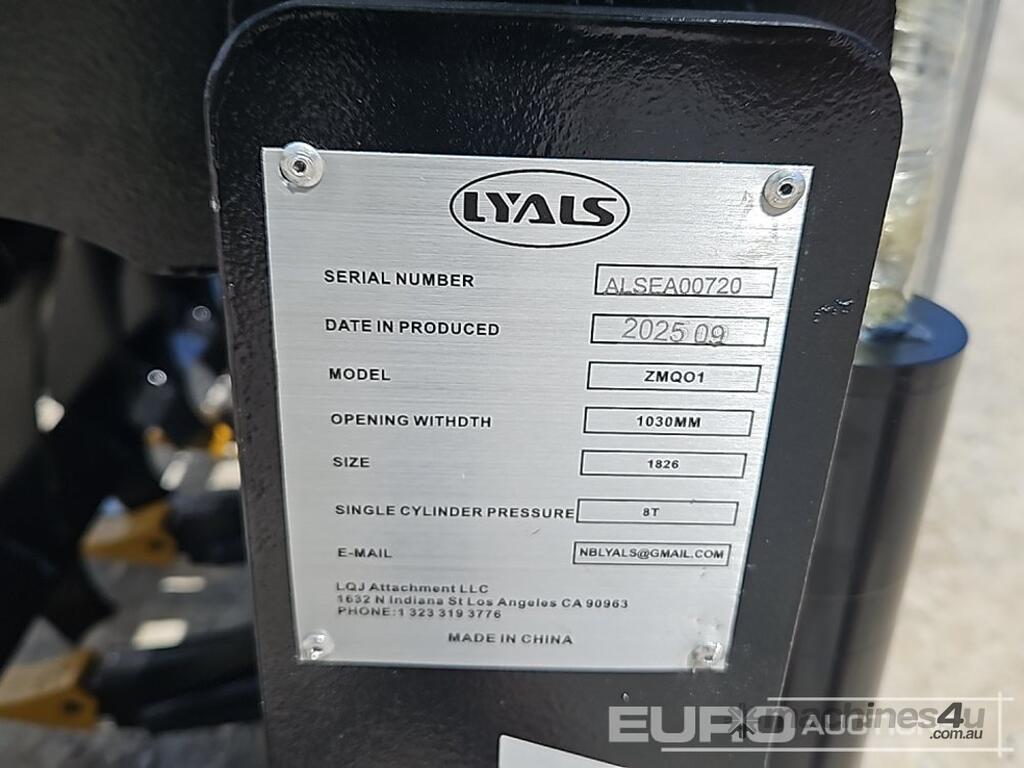 LYALS
SERIAL NUMBER ALSEA00720
DATE IN PRODUCED 2025 09
MODEL ZMQO1
OPENING WITHDTH 1030MM
SIZE 1826
SINGLE CYLINDER PRESSURE 8T
E-MAIL NBLYALS@GMAIL.COM
LQJ Attachment LLC
1632 N Indiana St Los Angeles CA 90963
PHONE:1 323 319 3776
MADE IN CHINA
EURO AUCTIONS
machines4u
.com.au